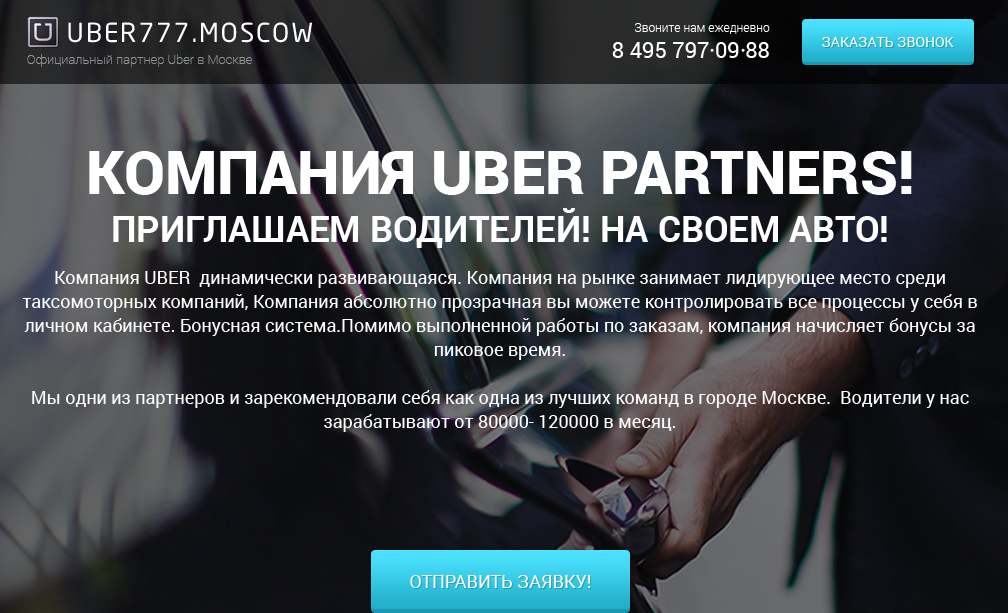 UBER777.MOSCOW
Официальный партнер Uber в Москве
Звоните нам ежедневно
8 495 797·09·88
ЗАКАЗАТЬ ЗВОНОК
КОМПАНИЯ UBER PARTNERS!
ПРИГЛАШАЕМ ВОДИТЕЛЕЙ! НА СВОЕМ АВТО!
Компания UBER  динамически развивающаяся. Компания на рынке занимает лидирующее место среди
таксомоторных компаний, Компания абсолютно прозрачная вы можете контролировать все процессы у себя в
личном кабинете. Бонусная система.Помимо выполненной работы по заказам, компания начисляет бонусы за
пиковое время.
Мы одни из партнеров и зарекомендовали себя как одна из лучших команд в городе Москве.  Водители у нас
зарабатывают от 80000- 120000 в месяц.
ОТПРАВИТЬ ЗАЯВКУ!